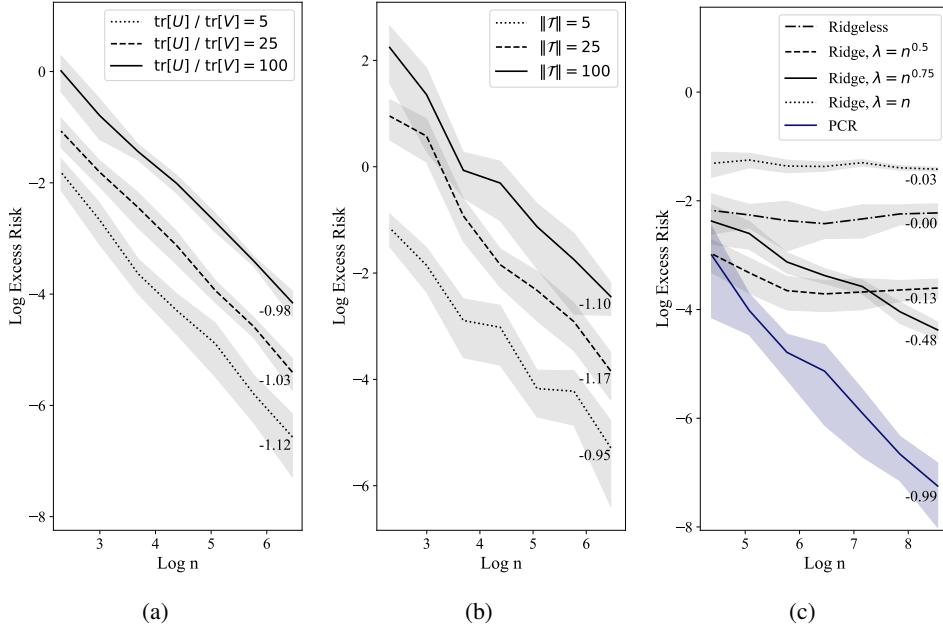 tr[U] / tr[V] = 5
tr[U] / tr[V] = 25
tr[U] / tr[V] = 100
Log Excess Risk
0
−2
−4
−6
−8
-0.98
-1.03
-1.12
3
4
5
6
Log n
(a)
‖𝒯‖ = 5
‖𝒯‖ = 25
‖𝒯‖ = 100
Log Excess Risk
2
0
−2
−4
−6
-1.10
-1.17
-0.95
3
4
5
6
Log n
(b)
Ridgeless
Ridge, λ = n^0.5
Ridge, λ = n^0.75
Ridge, λ = n
PCR
Log Excess Risk
0
−2
−4
−6
−8
-0.03
-0.00
-0.13
-0.48
-0.99
5
6
7
8
Log n
(c)